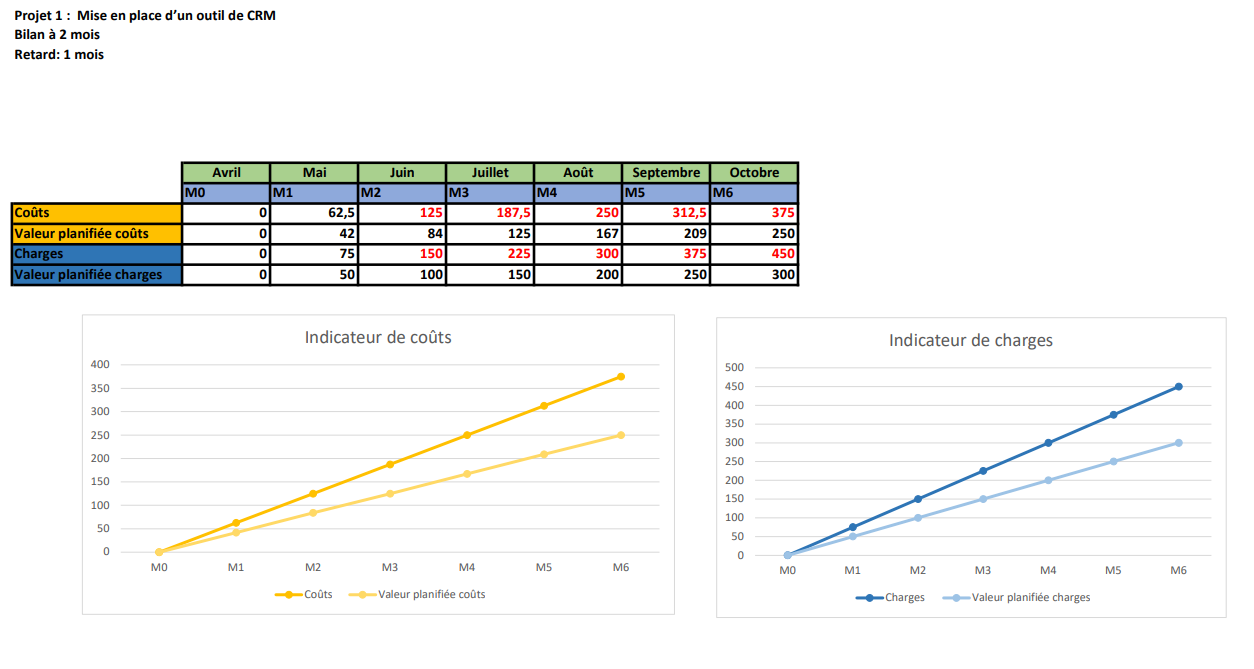 Projet 1 : Mise en place d’un outil de CRM
Bilan à 2 mois
Retard: 1 mois
Avril Mai Juin Juillet Août Septembre Octobre
M0 M1 M2 M3 M4 M5 M6
Coûts 0 62,5 125 187,5 250 312,5 375
Valeur planifiée coûts 0 42 84 125 167 209 250
Charges 0 75 150 225 300 375 450
Valeur planifiée charges 0 50 100 150 200 250 300
Indicateur de coûts
400
350
300
250
200
150
100
50
0
M0 M1 M2 M3 M4 M5 M6
Coûts Valeur planifiée coûts
Indicateur de charges
500
450
400
350
300
250
200
150
100
50
0
M0 M1 M2 M3 M4 M5 M6
Charges Valeur planifiée charges